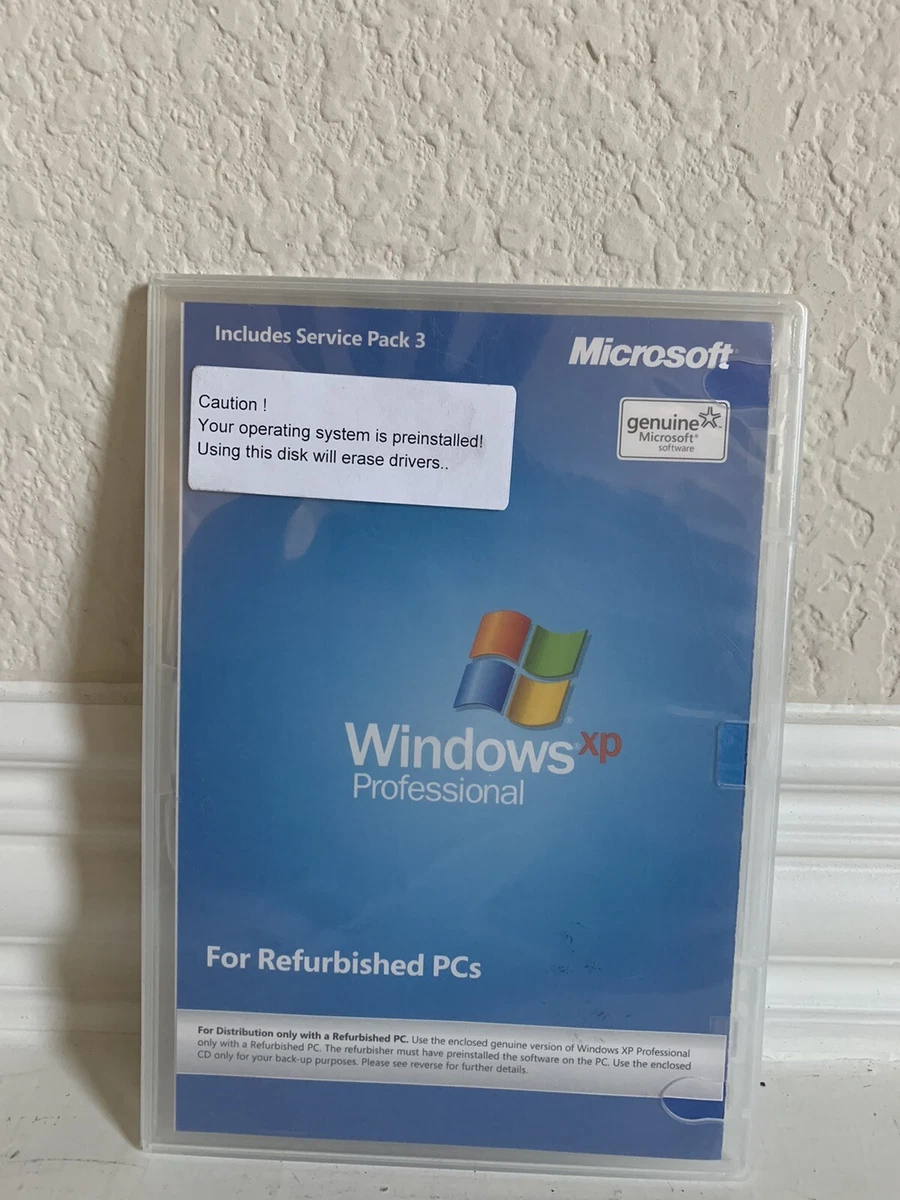 Includes Service Pack 3
Microsoft
Caution !
Your operating system is preinstalled!
Using this disk will erase drivers..
genuine
Microsoft®
software
Windows xp
Professional
For Refurbished PCs
For Distribution only with a Refurbished PC. Use the enclosed genuine version of Windows XP Professional
only with a Refurbished PC. The refurbisher must have preinstalled the software on the PC. Use the enclosed
CD only for your back-up purposes. Please see reverse for further details.